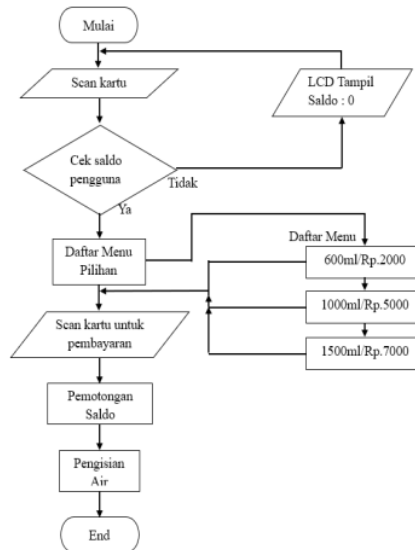 Mulai
Scan kartu
LCD Tampil
Saldo : 0
Cek saldo
pengguna
Tidak
Ya
Daftar Menu
Pilihan
Daftar Menu
600ml/Rp.2000
1000ml/Rp.5000
1500ml/Rp.7000
Scan kartu untuk
pembayaran
Pemotongan
Saldo
Pengisian
Air
End